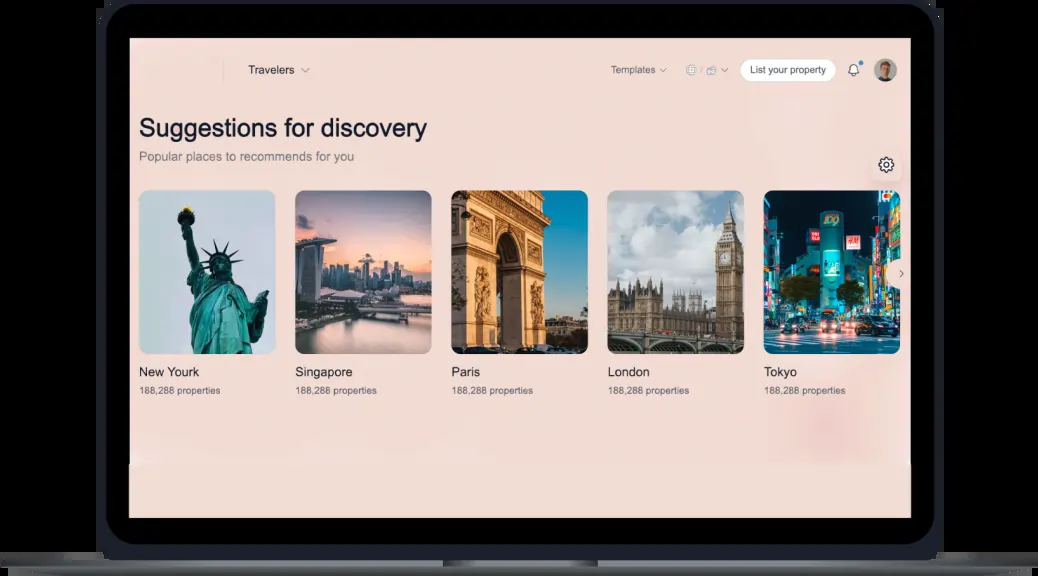 Travelers
Templates
List your property
Suggestions for discovery
Popular places to recommends for you
New Yourk
188,288 properties
Singapore
188,288 properties
Paris
188,288 properties
London
188,288 properties
Tokyo
188,288 properties